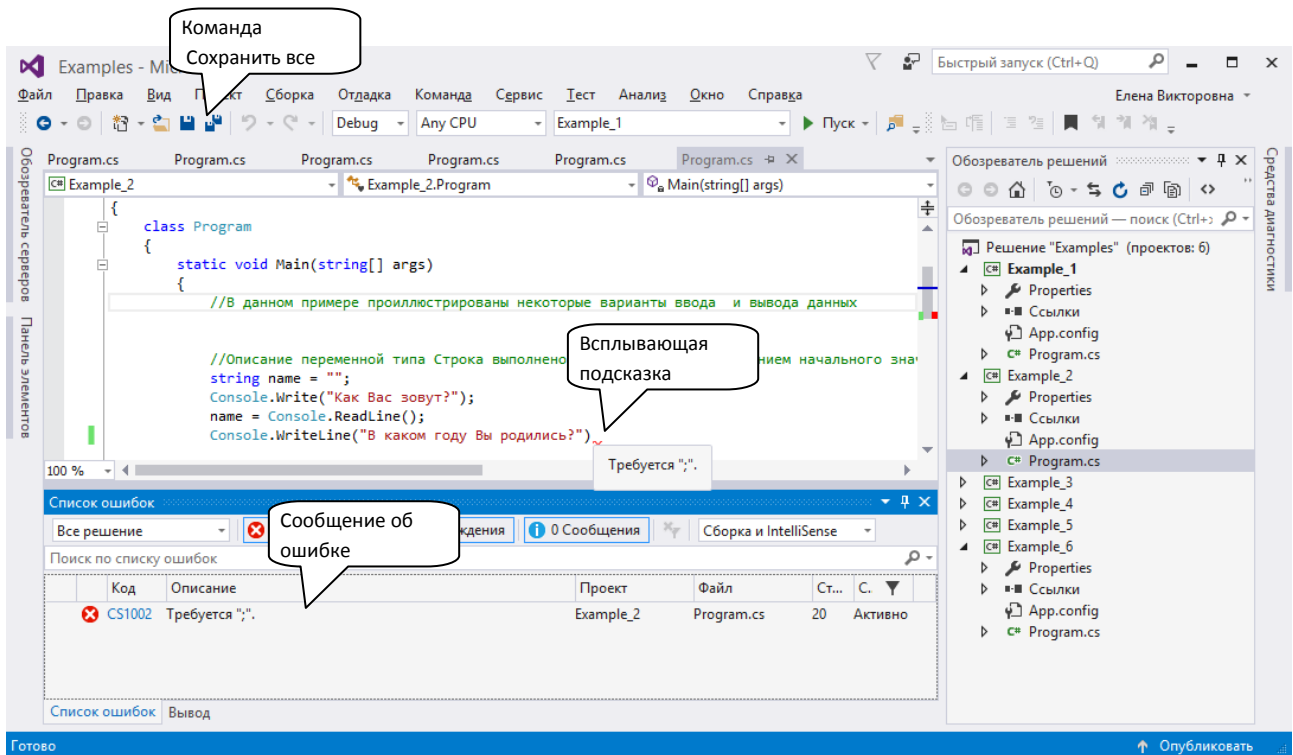 Команда
Сохранить все
Examples - Mi
Быстрый запуск (Ctrl+Q)
Файл Правка Вид Сборка Отладка Команда Сервис Тест Анализ Окно Справка
Елена Викторовна
Debug Any CPU Example_1 Пуск
Обозреватель серверов
Панель элементов
Program.cs Program.cs Program.cs Program.cs Program.cs Program.cs
Example_2 Example_2.Program Main(string[] args)
{
class Program
{
static void Main(string[] args)
{
//В данном примере проиллюстрированы некоторые варианты ввода и вывода данных
Всплывающая
подсказка
//Описание переменной типа Строка выполнено нием начального знач
string name = "";
Console.Write("Как Вас зовут?");
name = Console.ReadLine();
Console.WriteLine("В каком году Вы родились?")
Требуется ";".
100 %
Список ошибок
Сообщение об
ошибке
Все решение ждения 0 Сообщения Сборка и IntelliSense
Поиск по списку ошибок
Код Описание Проект Файл Ст... С.
CS1002 Требуется ";". Example_2 Program.cs 20 Активно
Список ошибок Вывод
Обозреватель решений
Обозреватель решений — поиск (Ctrl+
Решение "Examples" (проектов: 6)
Example_1
Properties
Ссылки
App.config
C# Program.cs
Example_2
Properties
Ссылки
App.config
C# Program.cs
Example_3
Example_4
Example_5
Example_6
Properties
Ссылки
App.config
C# Program.cs
Средства диагностики
Готово
Опубликовать